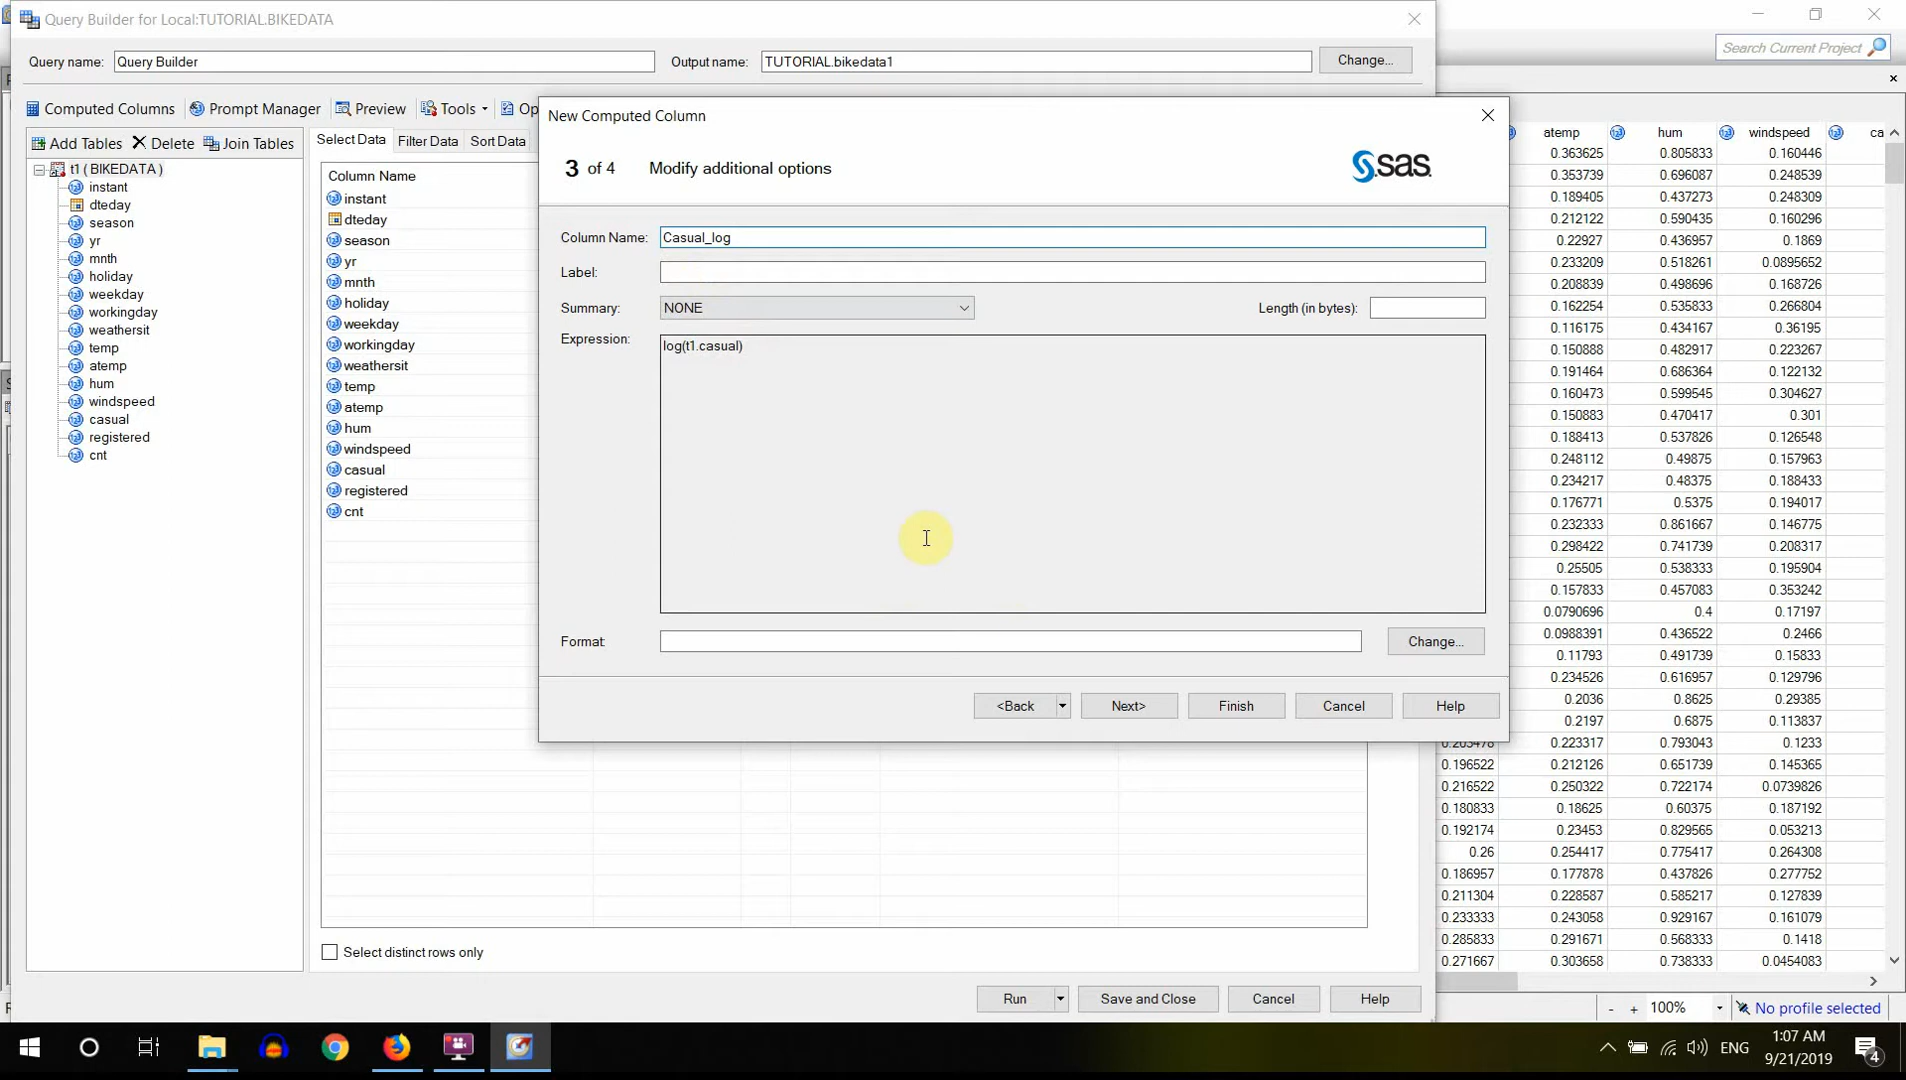 Query Builder for Local:TUTORIAL.BIKEDATA
Search Current Project
Query name: Query Builder Output name: TUTORIAL.bikedata1 Change...
Computed Columns Prompt Manager Preview Tools Op
Add Tables Delete Join Tables
Select Data Filter Data Sort Data
t1 ( BIKEDATA )
instant
dteday
season
yr
mnth
holiday
weekday
workingday
weathersit
temp
atemp
hum
windspeed
casual
registered
cnt
Column Name
instant
dteday
season
yr
mnth
holiday
weekday
workingday
weathersit
temp
atemp
hum
windspeed
casual
registered
cnt
Select distinct rows only
Run Save and Close Cancel Help
New Computed Column
3 of 4 Modify additional options
sas
Column Name: Casual_log
Label:
Summary: NONE Length (in bytes):
Expression: log(t1.casual)
Format: Change...
<Back Next> Finish Cancel Help
atemp hum windspeed ca
0.363625 0.805833 0.160446
0.353739 0.696087 0.248539
0.189405 0.437273 0.248309
0.212122 0.590435 0.160296
0.22927 0.436957 0.1869
0.233209 0.518261 0.0895652
0.208839 0.498696 0.168726
0.162254 0.535833 0.266804
0.116175 0.434167 0.36195
0.150888 0.482917 0.223267
0.191464 0.686364 0.122132
0.160473 0.599545 0.304627
0.150883 0.470417 0.301
0.188413 0.537826 0.126548
0.248112 0.49875 0.157963
0.234217 0.48375 0.188433
0.176771 0.5375 0.194017
0.232333 0.861667 0.146775
0.298422 0.741739 0.208317
0.25505 0.538333 0.195904
0.157833 0.457083 0.353242
0.0790696 0.4 0.17197
0.0988391 0.436522 0.2466
0.11793 0.491739 0.15833
0.234526 0.616957 0.129796
0.2036 0.8625 0.29385
0.2197 0.6875 0.113837
0.203478 0.223317 0.793043 0.1233
0.196522 0.212126 0.651739 0.145365
0.216522 0.250322 0.722174 0.0739826
0.180833 0.18625 0.60375 0.187192
0.192174 0.23453 0.829565 0.053213
0.26 0.254417 0.775417 0.264308
0.186957 0.177878 0.437826 0.277752
0.211304 0.228587 0.585217 0.127839
0.233333 0.243058 0.929167 0.161079
0.285833 0.291671 0.568333 0.1418
0.271667 0.303658 0.738333 0.0454083
- + 100% No profile selected
ENG
1:07 AM
9/21/2019
4